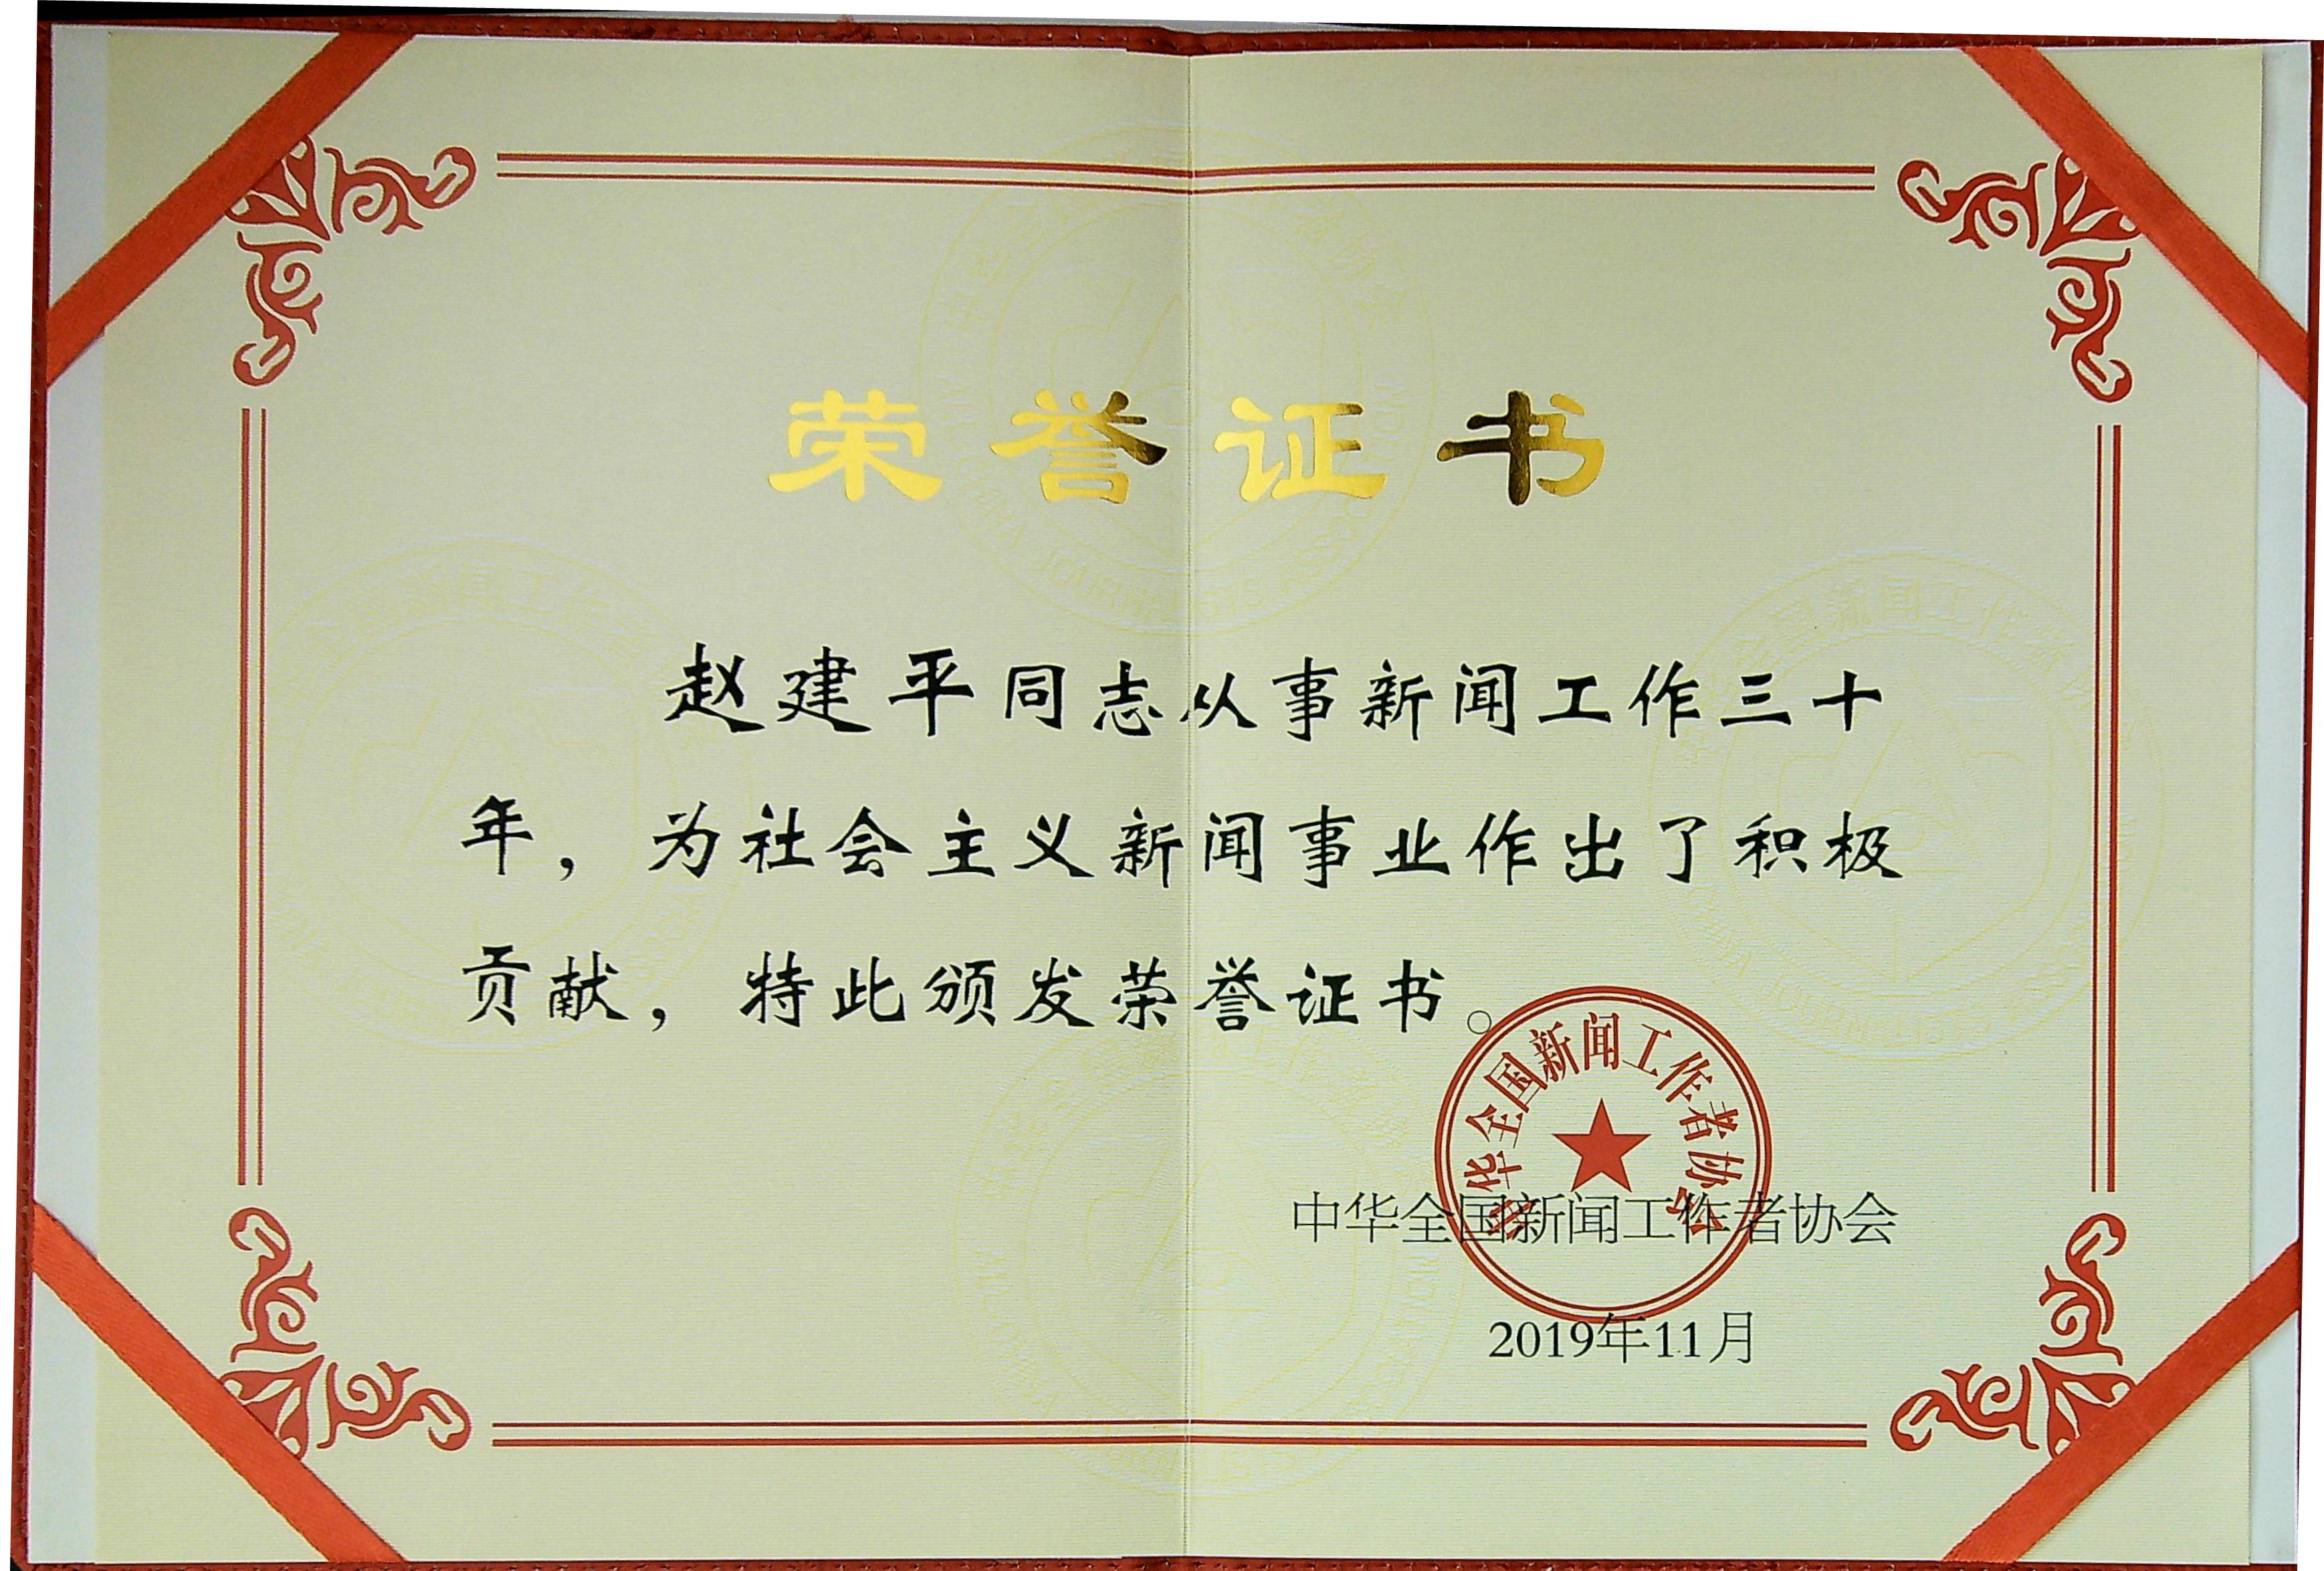 荣誉证书
赵建平同志从事新闻工作三十
年，为社会主义新闻事业作出了积极
贡献，特此颁发荣誉证书。
中华全国新闻工作者协会
中华全国新闻工作者协会
2019年11月